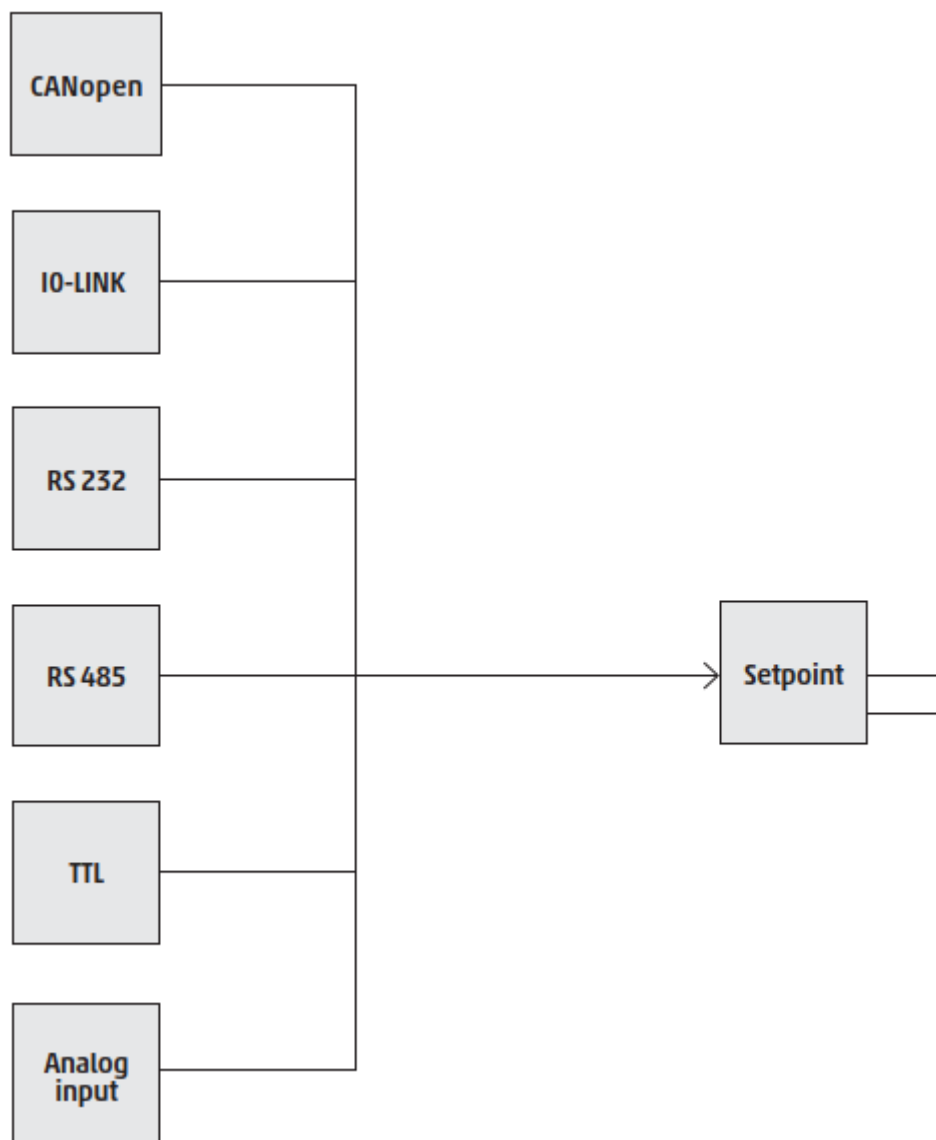 CANopen
IO-LINK
RS 232
RS 485
Setpoint
TTL
Analog
input